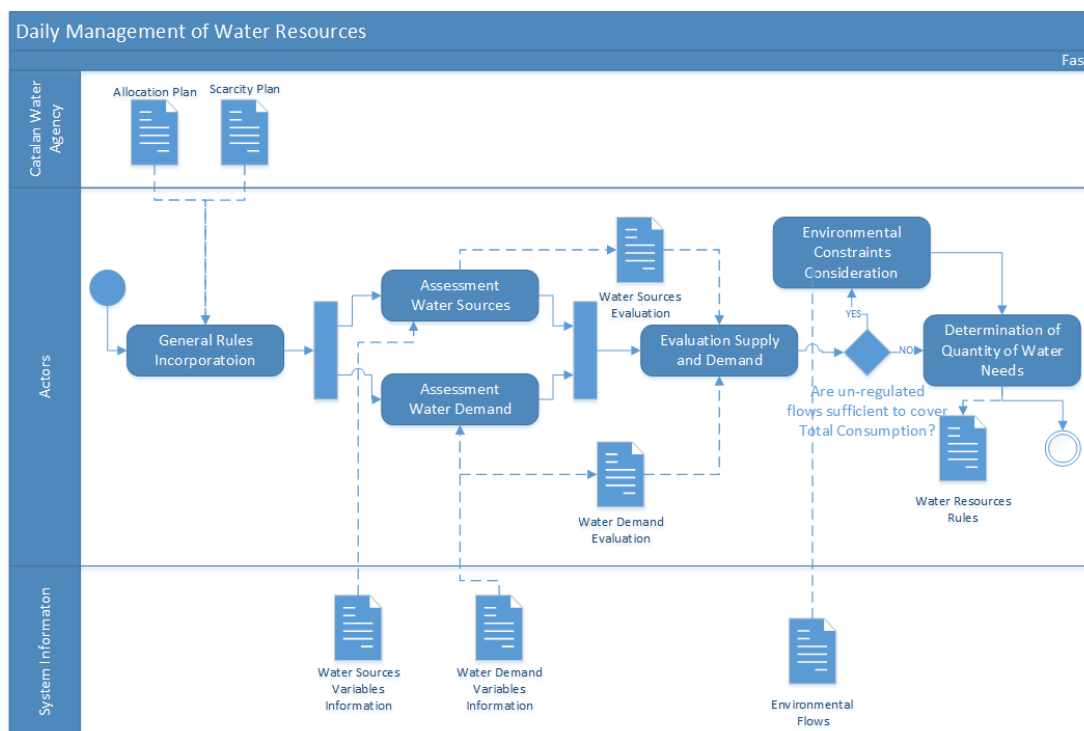 Daily Management of Water Resources
Fas
Catalan Water
Agency
Allocation Plan
Scarcity Plan
Actors
General Rules
Incorporatoion
Assessment
Water Sources
Assessment
Water Demand
Water Sources
Evaluation
Water Demand
Evaluation
Evaluation Supply
and Demand
Environmental
Constraints
Consideration
YES
NO
Are un-regulated
flows sufficient to cover
Total Consumption?
Determination of
Quantity of Water
Needs
Water Resources
Rules
System Informaton
Water Sources
Variables
Information
Water Demand
Variables
Information
Environmental
Flows